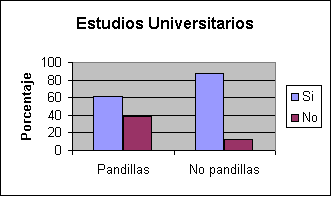 Estudios Universitarios
Porcentaje
100
80
60
40
20
0
Pandillas
No pandillas
Si
No